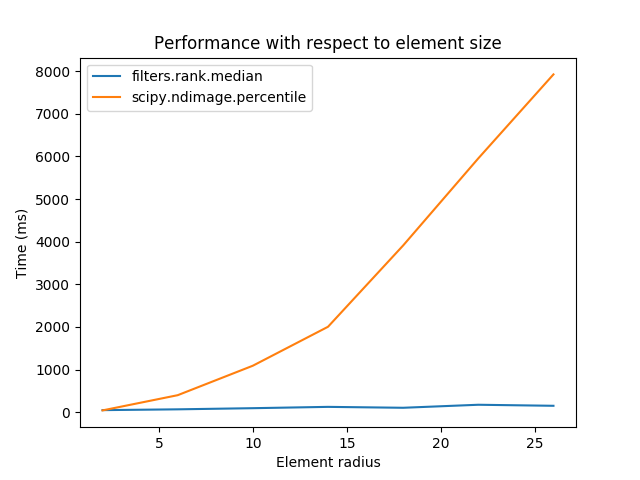 Performance with respect to element size
filters.rank.median
scipy.ndimage.percentile
8000
7000
6000
5000
4000
3000
2000
1000
0
Time (ms)
5
10
15
20
25
Element radius